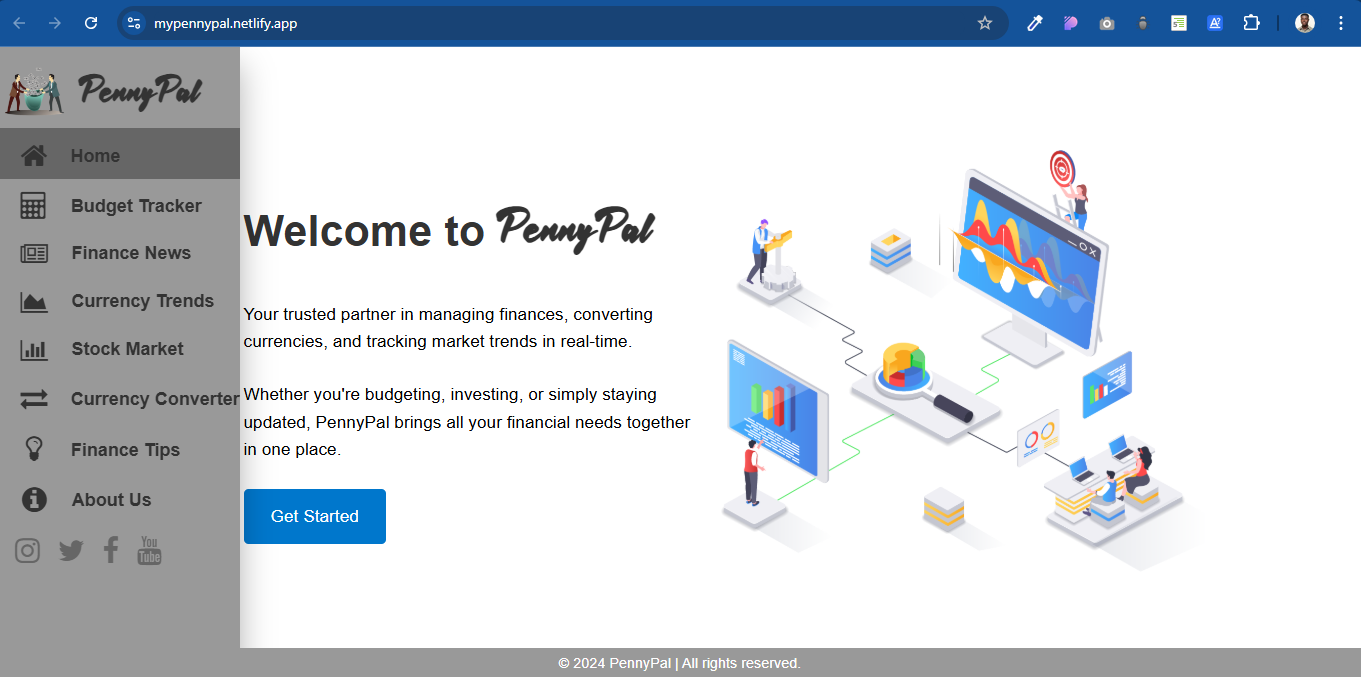 mypennypal.netlify.app
PennyPal
Home
Budget Tracker
Finance News
Currency Trends
Stock Market
Currency Converter
Finance Tips
About Us
You
Tube
Welcome to PennyPal
Your trusted partner in managing finances, converting
currencies, and tracking market trends in real-time.
Whether you're budgeting, investing, or simply staying
updated, PennyPal brings all your financial needs together
in one place.
Get Started
© 2024 PennyPal | All rights reserved.